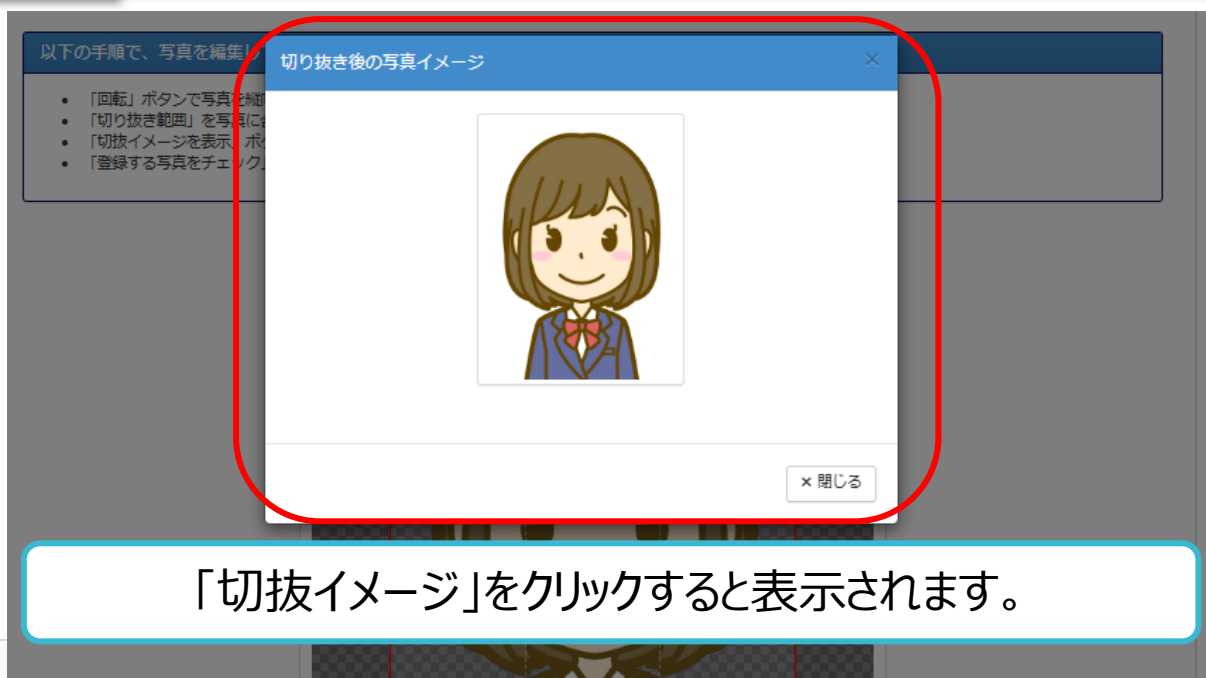 以下の手順で、写真を編集し
切り抜き後の写真イメージ
×
• 「回転」ボタンで写真を縦
• 「切り抜き範囲」を写真に
• 「切抜イメージを表示」ボ
• 「登録する写真をチェック」
× 閉じる
「切抜イメージ」をクリックすると表示されます。